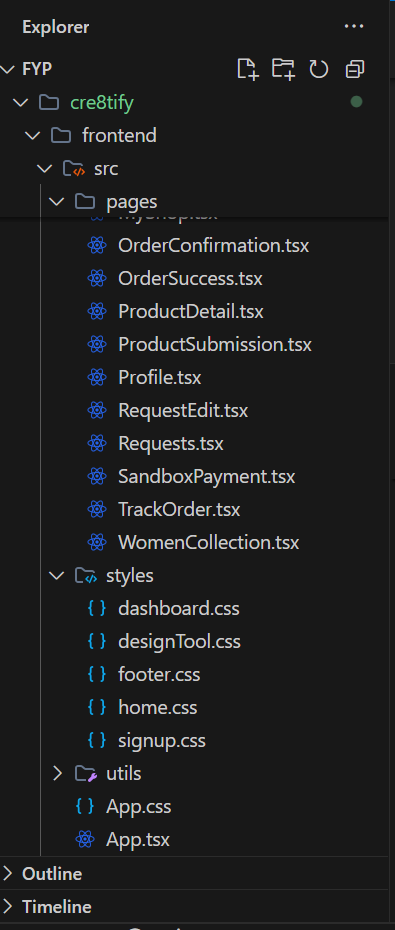 Explorer
FYP
cre8tify
frontend
src
pages
OrderConfirmation.tsx
OrderSuccess.tsx
ProductDetail.tsx
ProductSubmission.tsx
Profile.tsx
RequestEdit.tsx
Requests.tsx
SandboxPayment.tsx
TrackOrder.tsx
WomenCollection.tsx
styles
dashboard.css
designTool.css
footer.css
home.css
signup.css
utils
App.css
App.tsx
Outline
Timeline